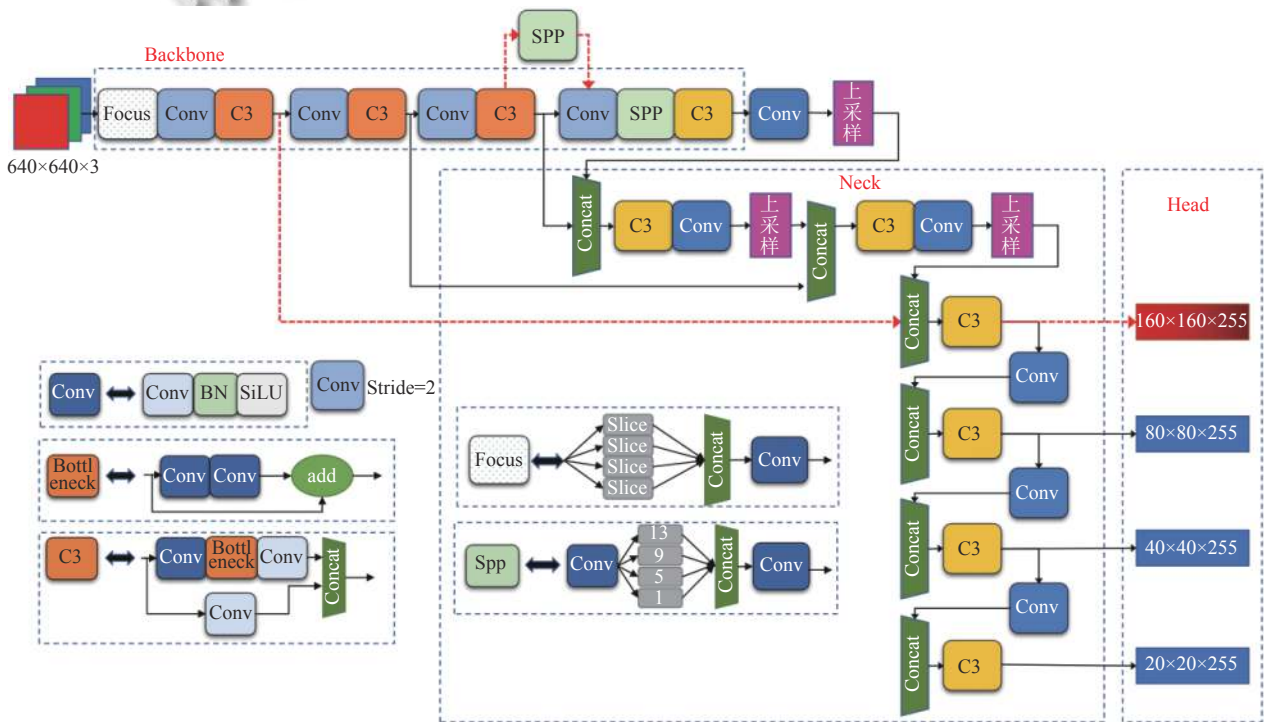 SPP
Backbone
Focus
Conv
C3
Conv
C3
Conv
C3
Conv
SPP
C3
Conv
上采样
640×640×3
Neck
Head
Concat
C3
Conv
上采样
Concat
C3
Conv
上采样
Concat
C3
160×160×255
Conv
Concat
C3
80×80×255
Conv
Concat
C3
40×40×255
Conv
Concat
C3
20×20×255
Conv
Conv
BN
SiLU
Conv
Stride=2
Bottl
eneck
Conv
Conv
add
C3
Conv
Bottl
eneck
Conv
Conv
Concat
Focus
Slice
Slice
Slice
Slice
Concat
Conv
Spp
Conv
13
9
5
1
Concat
Conv